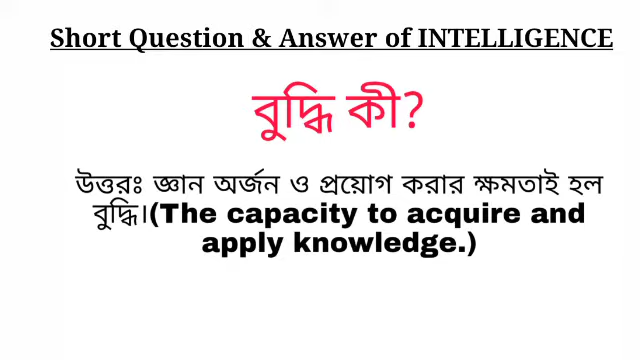 Short Question & Answer of INTELLIGENCE
বুদ্ধি কী?
উত্তরঃ জ্ঞান অর্জন ও প্রয়োগ করার ক্ষমতাই হল
বুদ্ধি।(The capacity to acquire and
apply knowledge.)